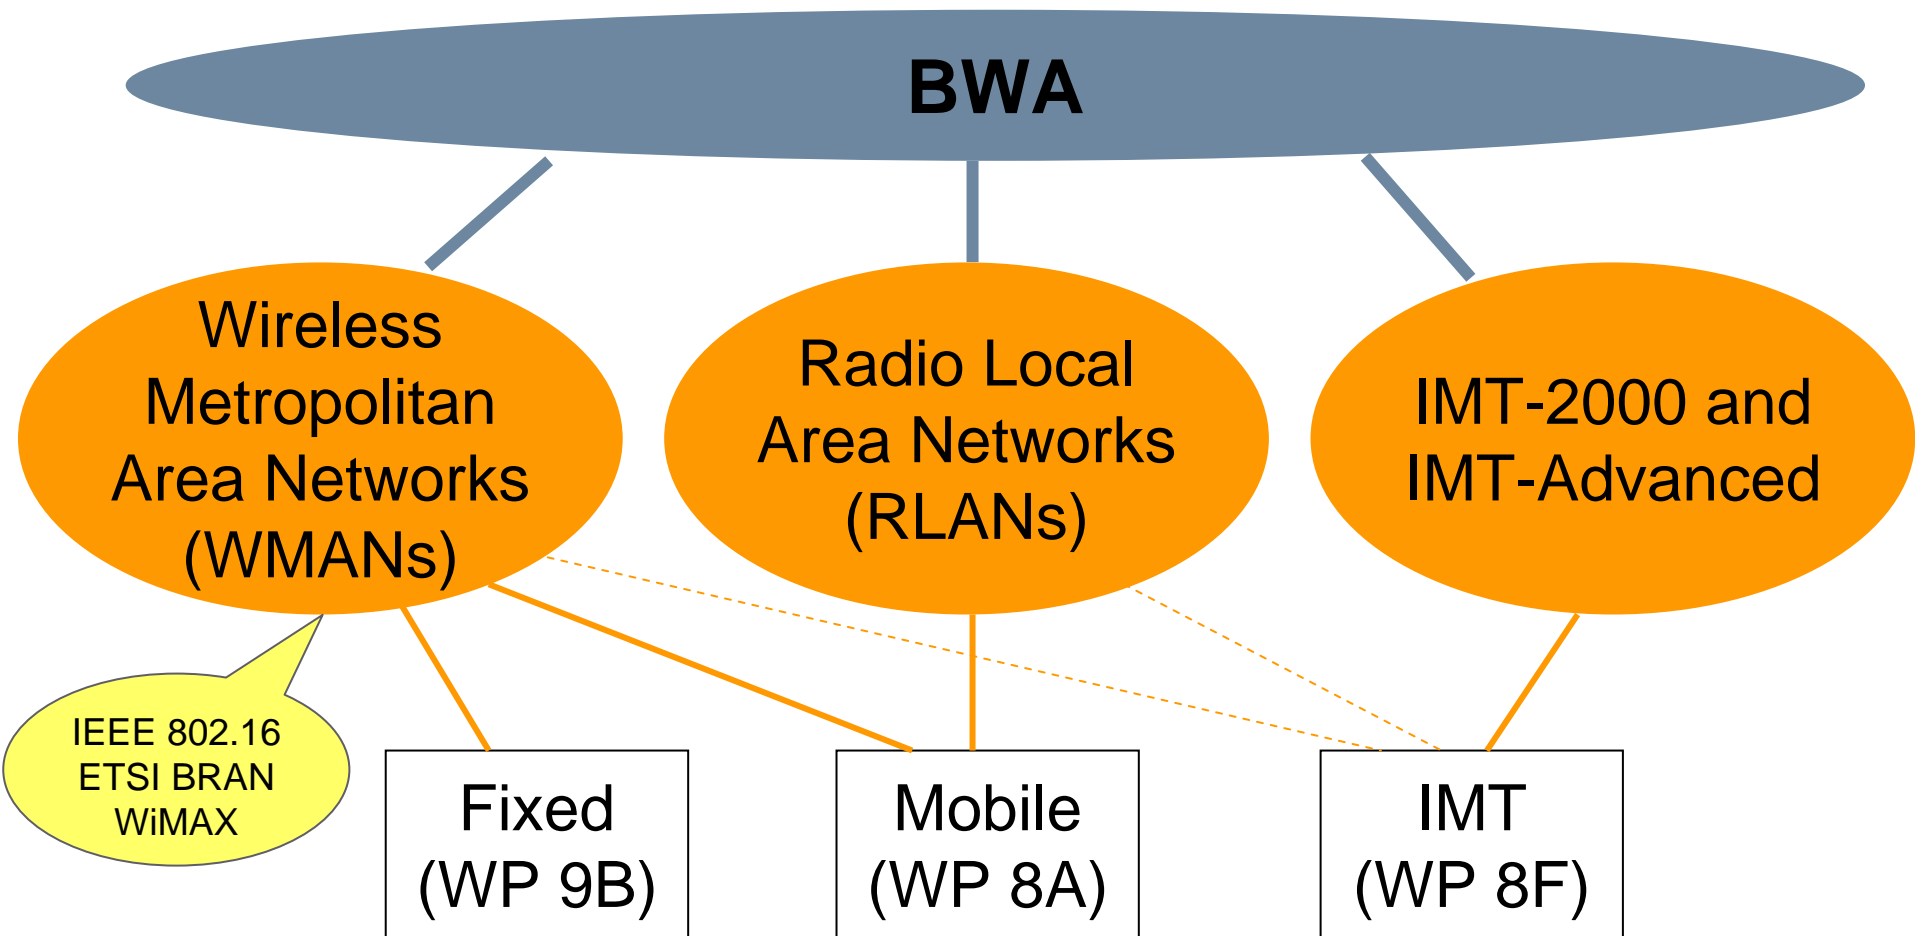 BWA
Wireless
Metropolitan
Area Networks
(WMANs)
Radio Local
Area Networks
(RLANs)
IMT-2000 and
IMT-Advanced
IEEE 802.16
ETSI BRAN
WiMAX
Fixed
(WP 9B)
Mobile
(WP 8A)
IMT
(WP 8F)